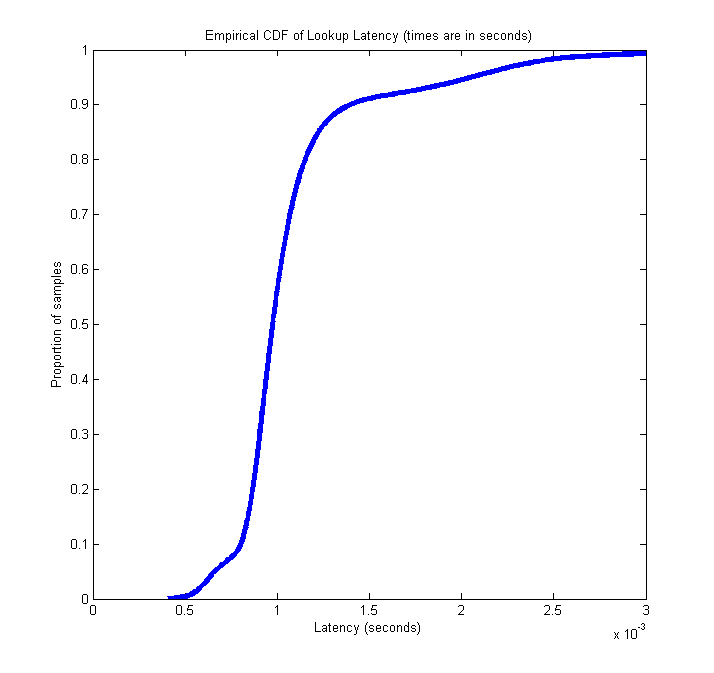 Empirical CDF of Lookup Latency (times are in seconds)
1
0.9
0.8
0.7
0.6
0.5
0.4
0.3
0.2
0.1
0
Proportion of samples
0 0.5 1 1.5 2 2.5 3
Latency (seconds)
x 10⁻³